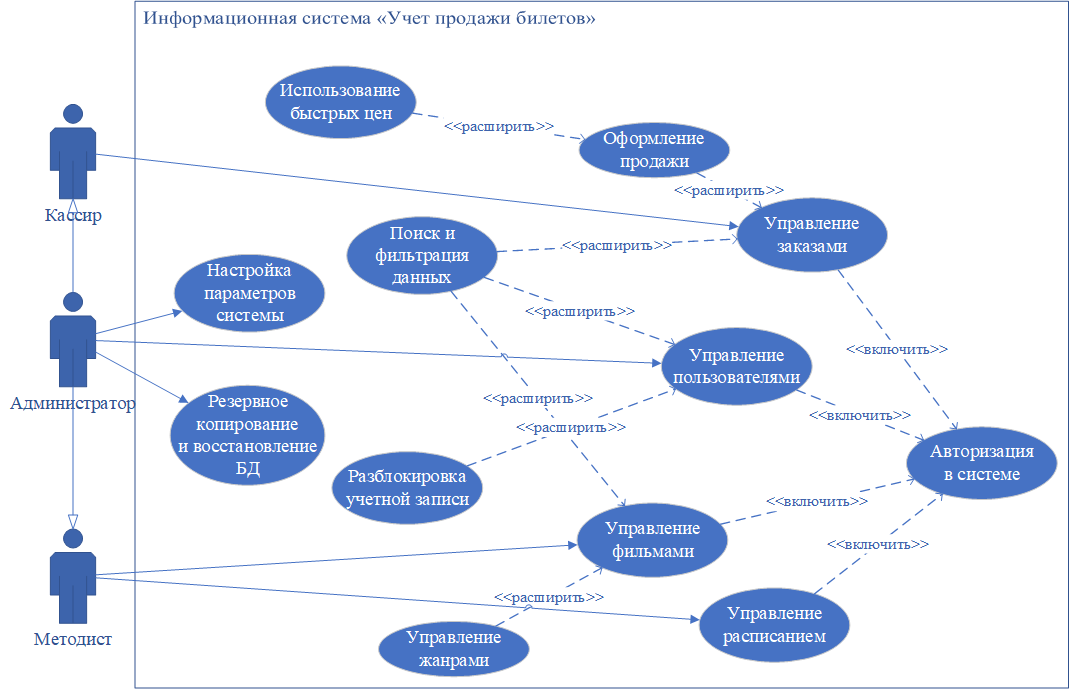 Информационная система «Учет продажи билетов»
Использование
быстрых цен
<<расширить>>
Оформление
продажи
<<расширить>>
Кассир
Управление
заказами
Поиск и
фильтрация
данных
<<расширить>>
Настройка
параметров
системы
<<расширить>>
<<включить>>
Управление
пользователями
Администратор
Резервное
копирование
и восстановление
БД
<<расширить>>
<<расширить>>
<<включить>>
Авторизация
в системе
Разблокировка
учетной записи
<<включить>>
Управление
фильмами
<<включить>>
<<расширить>>
Методист
Управление
жанрами
Управление
расписанием